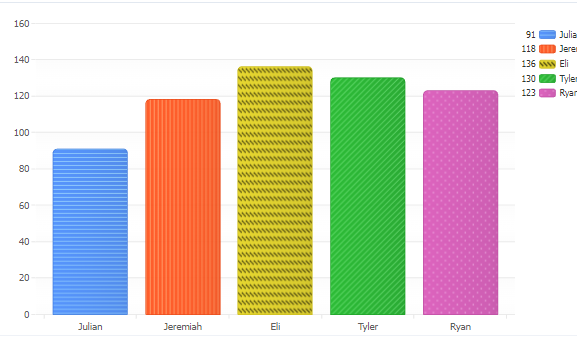 160
140
120
100
80
60
40
20
0
Julian
Jeremiah
Eli
Tyler
Ryan
91 Julia
118 Jere
136 Eli
130 Tyler
123 Ryan